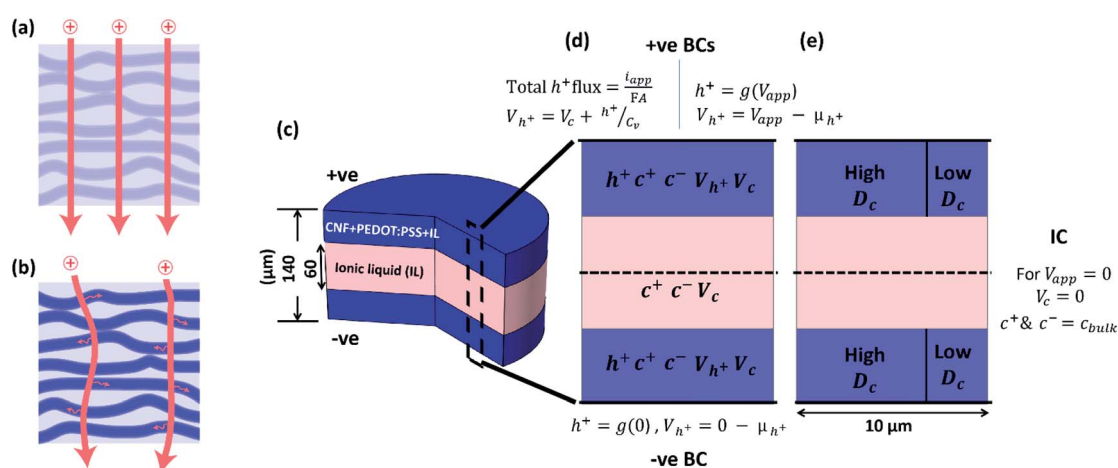 (a)
(b)
(c)
+ve
CNF+PEDOT:PSS+IL
Ionic liquid (IL)
-ve
(μm)
140
60
(d)
+ve BCs
(e)
Total h⁺flux = i_app/FA
V_h⁺ = V_c + h⁺/C_v
h⁺ = g(V_app)
V_h⁺ = V_app − μ_h⁺
h⁺ c⁺ c⁻ V_h⁺ V_c
c⁺ c⁻ V_c
h⁺ c⁺ c⁻ V_h⁺ V_c
h⁺ = g(0) , V_h⁺ = 0 − μ_h⁺
-ve BC
High
D_c
Low
D_c
High
D_c
Low
D_c
10 μm
IC
For V_app = 0
V_c = 0
c⁺& c⁻ = c_bulk